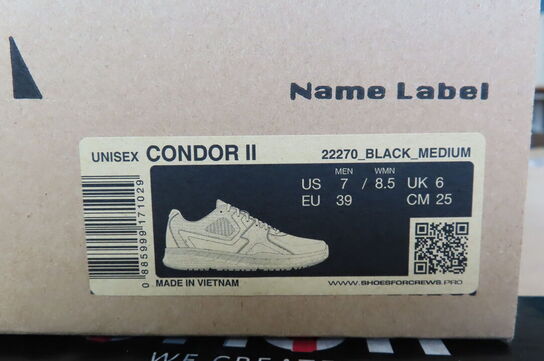 Name Label
UNISEX CONDOR II
22270_BLACK_MEDIUM
MEN WMN
US 7 / 8.5 UK 6
EU 39 CM 25
0 885999 171029
MADE IN VIETNAM
WWW.SHOESFORCREWS.PRO
WE CREATE